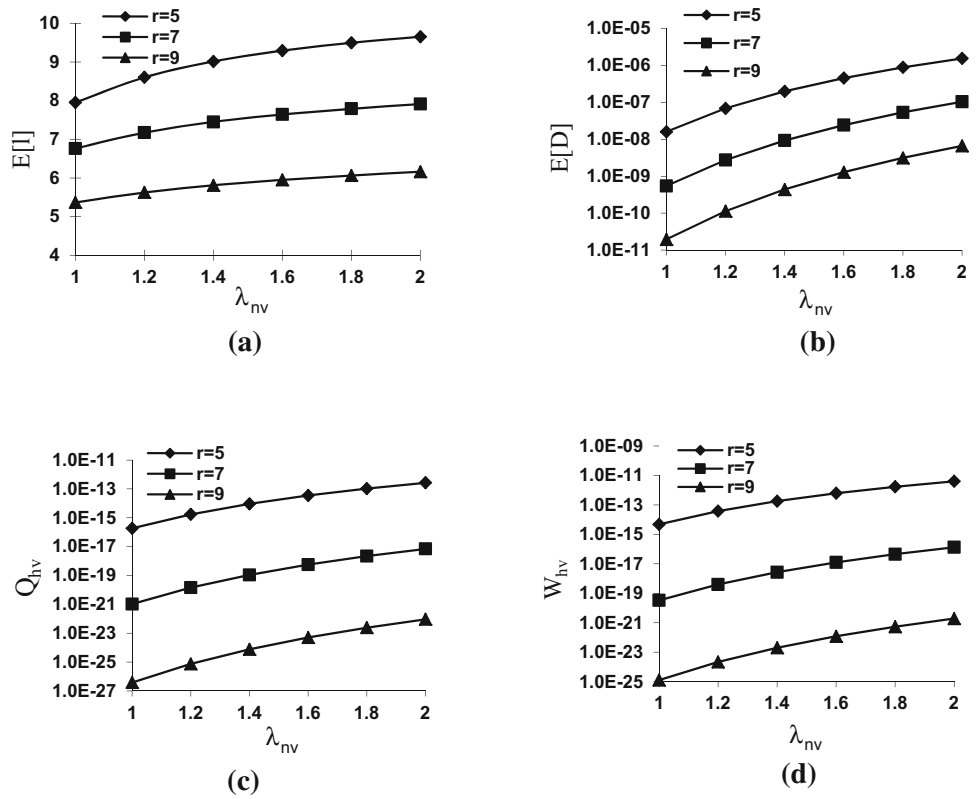 r=5
r=7
r=9
10
9
8
7
6
5
4
E[I]
1 1.2 1.4 1.6 1.8 2
λnv
(a)
r=5
r=7
r=9
1.0E-05
1.0E-06
1.0E-07
1.0E-08
1.0E-09
1.0E-10
1.0E-11
E[D]
1 1.2 1.4 1.6 1.8 2
λnv
(b)
r=5
r=7
r=9
1.0E-11
1.0E-13
1.0E-15
1.0E-17
1.0E-19
1.0E-21
1.0E-23
1.0E-25
1.0E-27
Qhv
1 1.2 1.4 1.6 1.8 2
λnv
(c)
r=5
r=7
r=9
1.0E-09
1.0E-11
1.0E-13
1.0E-15
1.0E-17
1.0E-19
1.0E-21
1.0E-23
1.0E-25
Whv
1 1.2 1.4 1.6 1.8 2
λnv
(d)